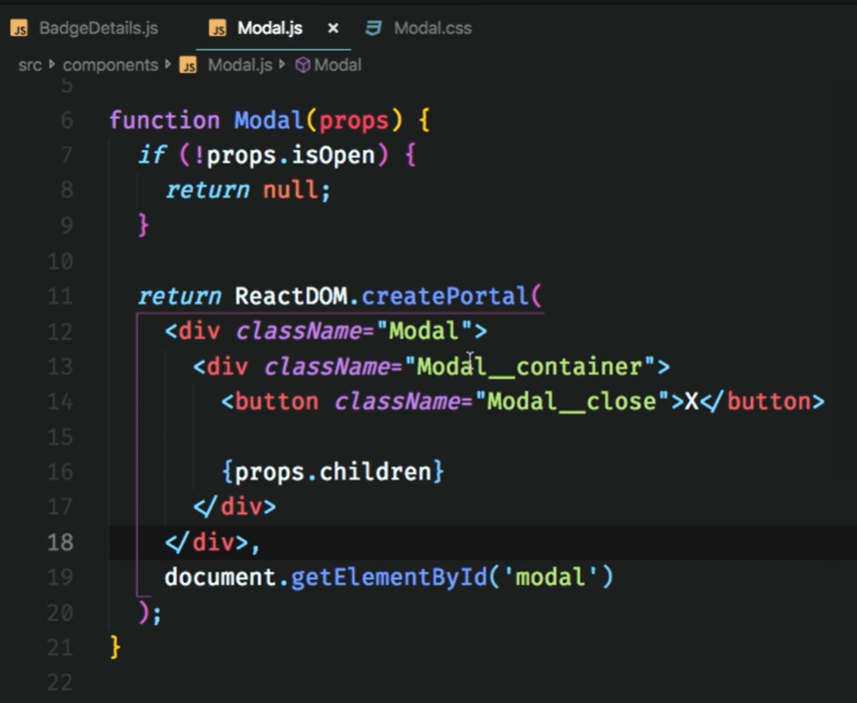 JS BadgeDetails.js JS Modal.js × Modal.css
src components JS Modal.js Modal
5
6 function Modal(props) {
7 if (!props.isOpen) {
8 return null;
9 }
10
11 return ReactDOM.createPortal(
12 <div className="Modal">
13 <div className="Modal__container">
14 <button className="Modal__close">X</button>
15
16 {props.children}
17 </div>
18 </div>,
19 document.getElementById('modal')
20 );
21 }
22